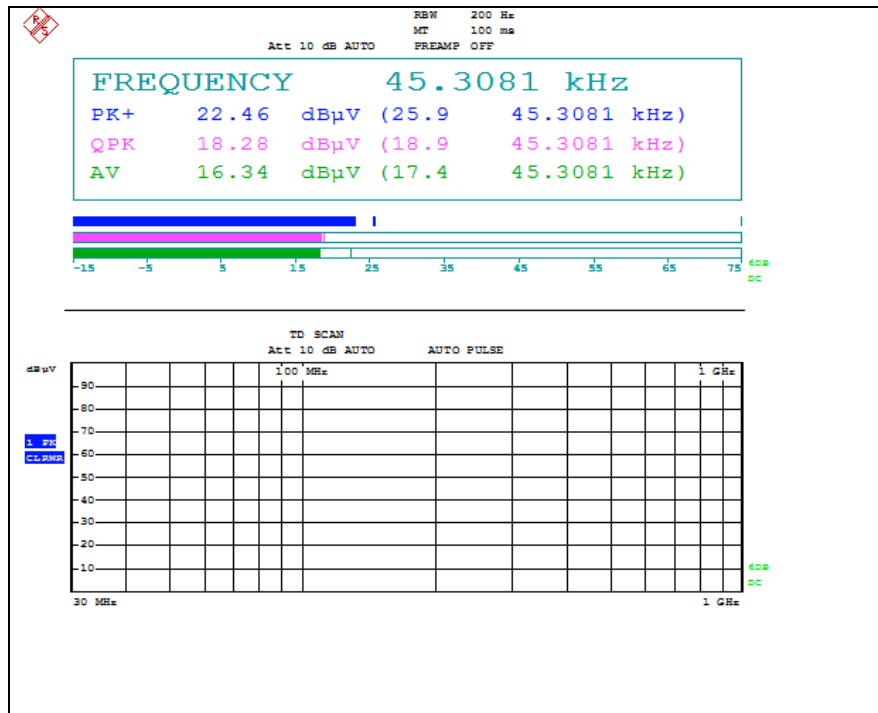 RBW 200 Hz
MT 100 ms
Att 10 dB AUTO PREAMP OFF
FREQUENCY 45.3081 kHz
PK+ 22.46 dBµV (25.9 45.3081 kHz)
QPK 18.28 dBµV (18.9 45.3081 kHz)
AV 16.34 dBµV (17.4 45.3081 kHz)
-15 -5 5 15 25 35 45 55 65 75
6DB
DC
TD SCAN
Att 10 dB AUTO AUTO PULSE
dBµV
100 MHz 1 GHz
90
80
70
1 PK
60
CLRWR
50
40
30
20
10
6DB
DC
30 MHz 1 GHz